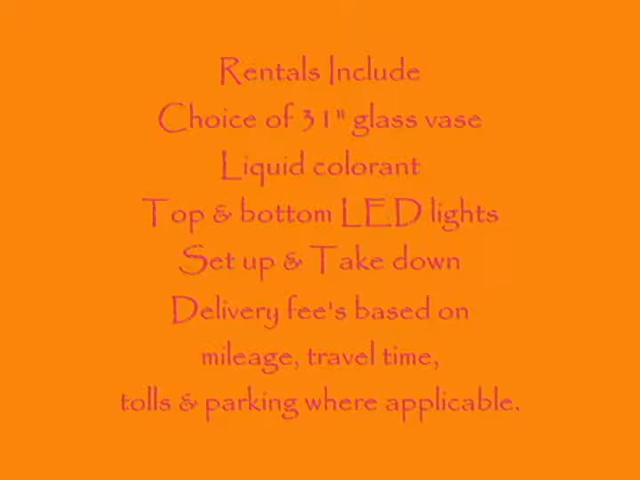 Rentals Include
Choice of 31" glass vase
Liquid colorant
Top & bottom LED lights
Set up & Take down
Delivery fee's based on
mileage, travel time,
tolls & parking where applicable.